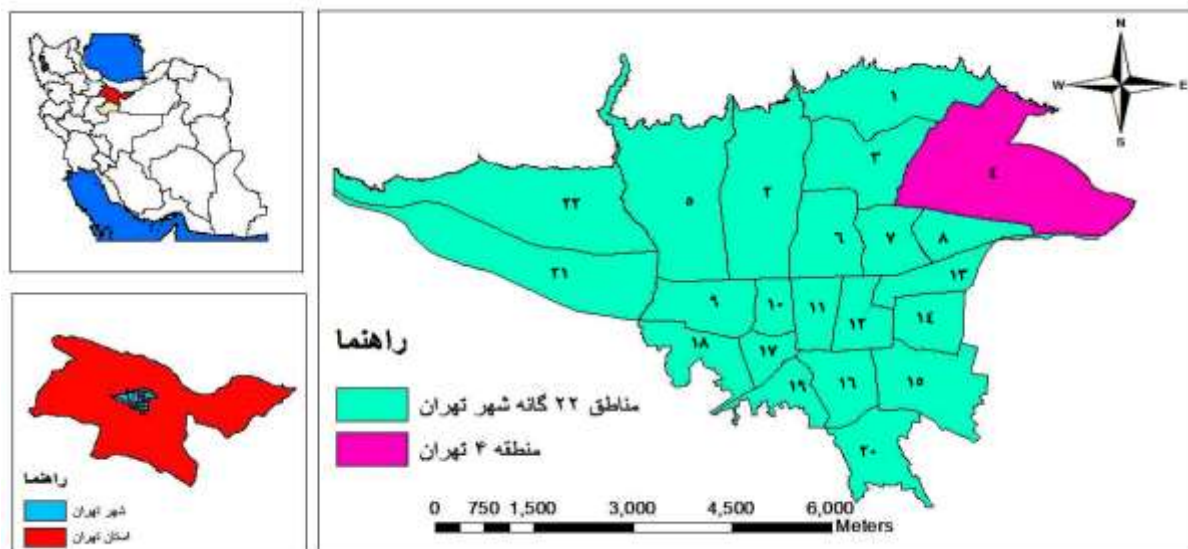 N
W E
S
۱
۳
۴
۲۲
۵
۲
۶
۷
۸
۲۱
۱۳
۹
۱۰
۱۱
۱۲
۱۴
۱۸
۱۷
۱۹
۱۶
۱۵
۲۰
راهنما
مناطق ۲۲ گانه شهر تهران
منطقه ۴ تهران
0 750 1,500 3,000 4,500 6,000
Meters
راهنما
شهر تهران
استان تهران